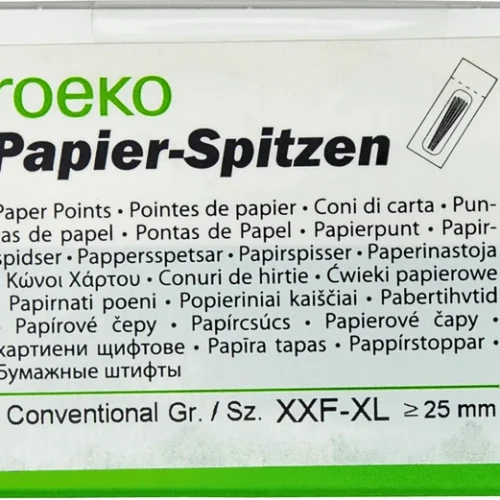 roeko
Papier-Spitzen
Paper Points · Pointes de papier · Coni di carta · Pun-
as de papel · Pontas de Papel · Papierpunt · Papir-
spidser · Pappersspetsar · Papirspisser · Paperinastoja
· Κώνοι Χάρτου · Conuri de hirtie · Ćwieki papierowe
· Papirnati poeni · Popieriniai kaiščiai · Pabertihvtid
· Papírové čepy · Papírcsúcs · Papierové čapy ·
хартиени щифтове · Papīra tapas · Pappírstoppar ·
Бумажные штифты
Conventional Gr. / Sz. XXF-XL ≥ 25 mm